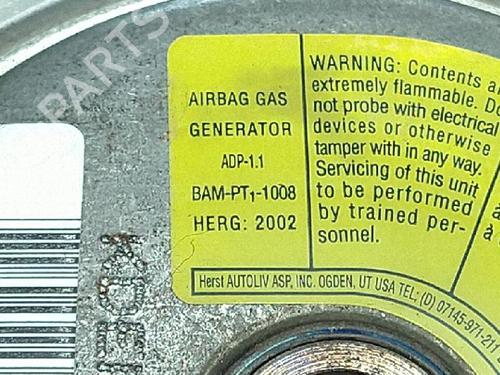 AIRBAG GAS
GENERATOR
ADP-1.1
BAM-PT1-1008
HERG: 2002
WARNING: Contents
extremely flammable.
not probe with electrical
devices or otherwise
tamper with in any way.
Servicing of this unit
to be performed
by trained per-
sonnel.
Herst AUTOLIV ASP, INC. OGDEN, UT USA TEL; (D) 07145-971-211
PARTS